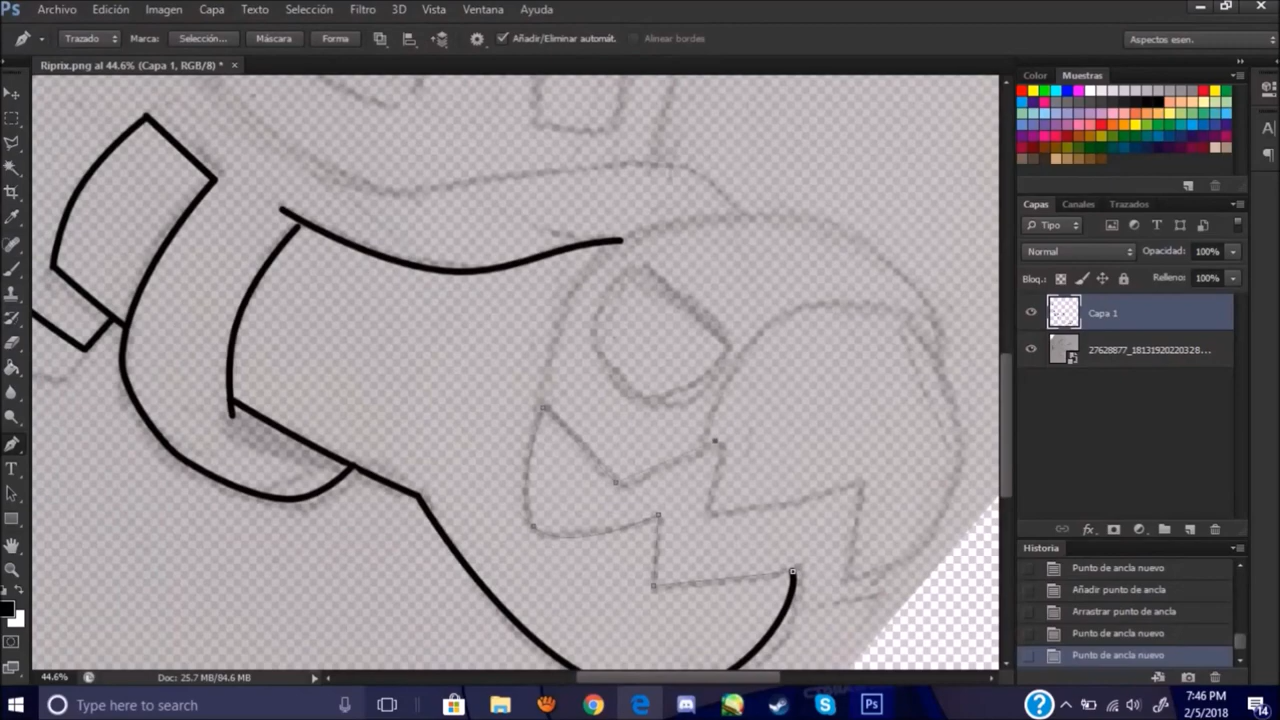 Ps Archivo Edición Imagen Capa Texto Selección Filtro 3D Vista Ventana Ayuda
Trazado Marca: Selección... Máscara Forma Añadir/Eliminar automát. Alinear bordes Aspectos esen.
Riprix.png al 44.6% (Capa 1, RGB/8) * ×
Color Muestras
Capas Canales Trazados
Tipo
Normal Opacidad: 100%
Bloq.: Relleno: 100%
Capa 1
27628877_18131920220328...
Historia
Punto de ancla nuevo
Añadir punto de ancla
Arrastrar punto de ancla
Punto de ancla nuevo
Punto de ancla nuevo
44.6% Doc: 25.7 MB/84.6 MB
Type here to search
Ps
7:46 PM
2/5/2018
14